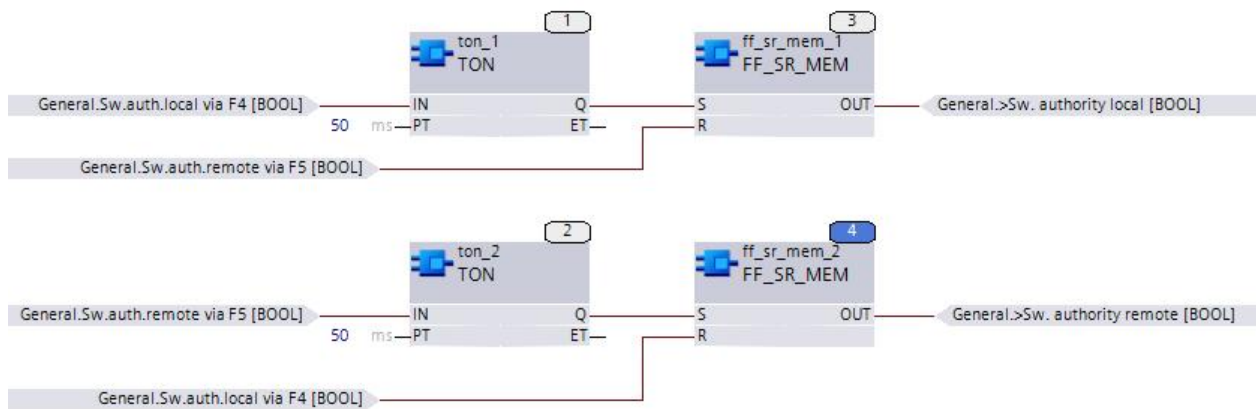 1
ton_1
TON
3
ff_sr_mem_1
FF_SR_MEM
General.Sw.auth.local via F4 [BOOL]
IN
Q
S
OUT
General.>Sw. authority local [BOOL]
50 ms
PT
ET
R
General.Sw.auth.remote via F5 [BOOL]
2
ton_2
TON
4
ff_sr_mem_2
FF_SR_MEM
General.Sw.auth.remote via F5 [BOOL]
IN
Q
S
OUT
General.>Sw. authority remote [BOOL]
50 ms
PT
ET
R
General.Sw.auth.local via F4 [BOOL]